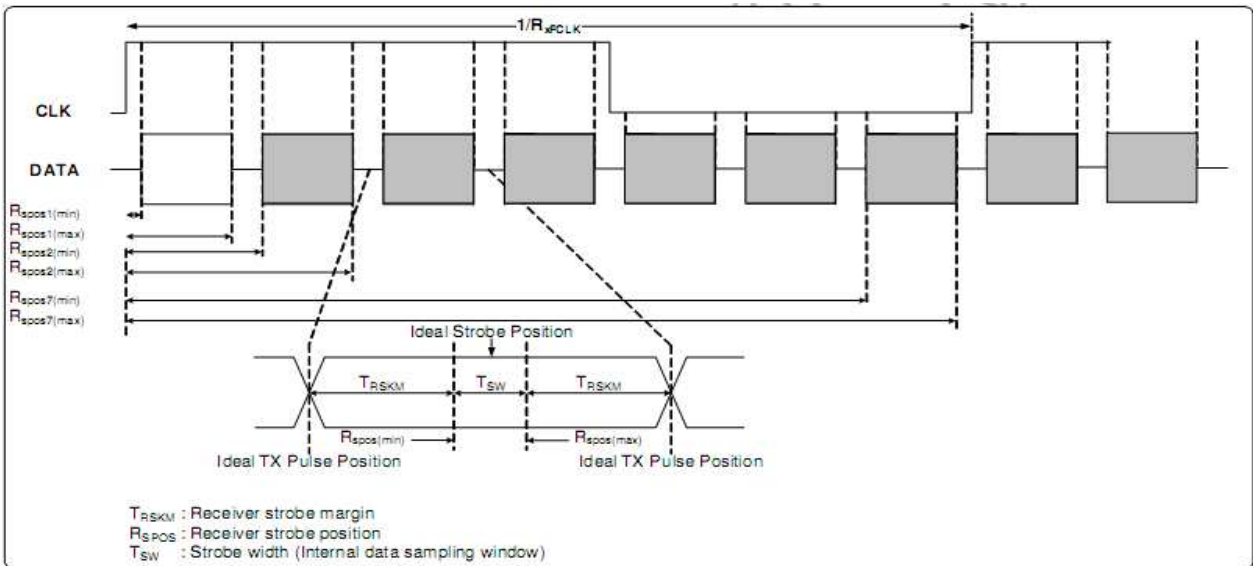 1/RxPCLK
CLK
DATA
Rspos1(min)
Rspos1(max)
Rspos2(min)
Rspos2(max)
Rspos7(min)
Rspos7(max)
Ideal Strobe Position
TRSKM TSW TRSKM
Rspos(min) Rspos(max)
Ideal TX Pulse Position Ideal TX Pulse Position
TRSKM : Receiver strobe margin
RSPOS : Receiver strobe position
TSW : Strobe width (Internal data sampling window)